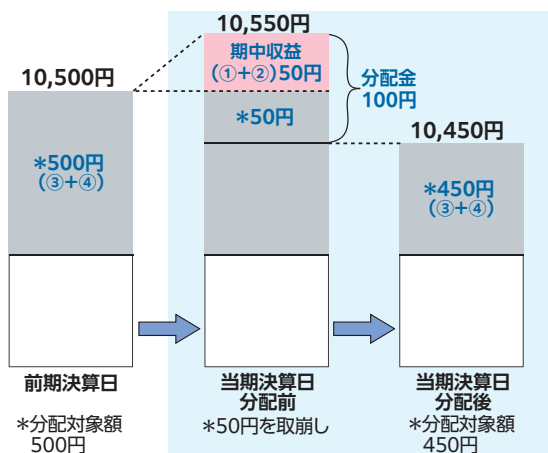 10,550円
期中収益
(①+②)50円
分配金
100円
10,500円
*50円
10,450円
*500円
(③+④)
*450円
(③+④)
前期決算日
当期決算日
分配前
当期決算日
分配後
*分配対象額
500円
*50円を取崩し
*分配対象額
450円